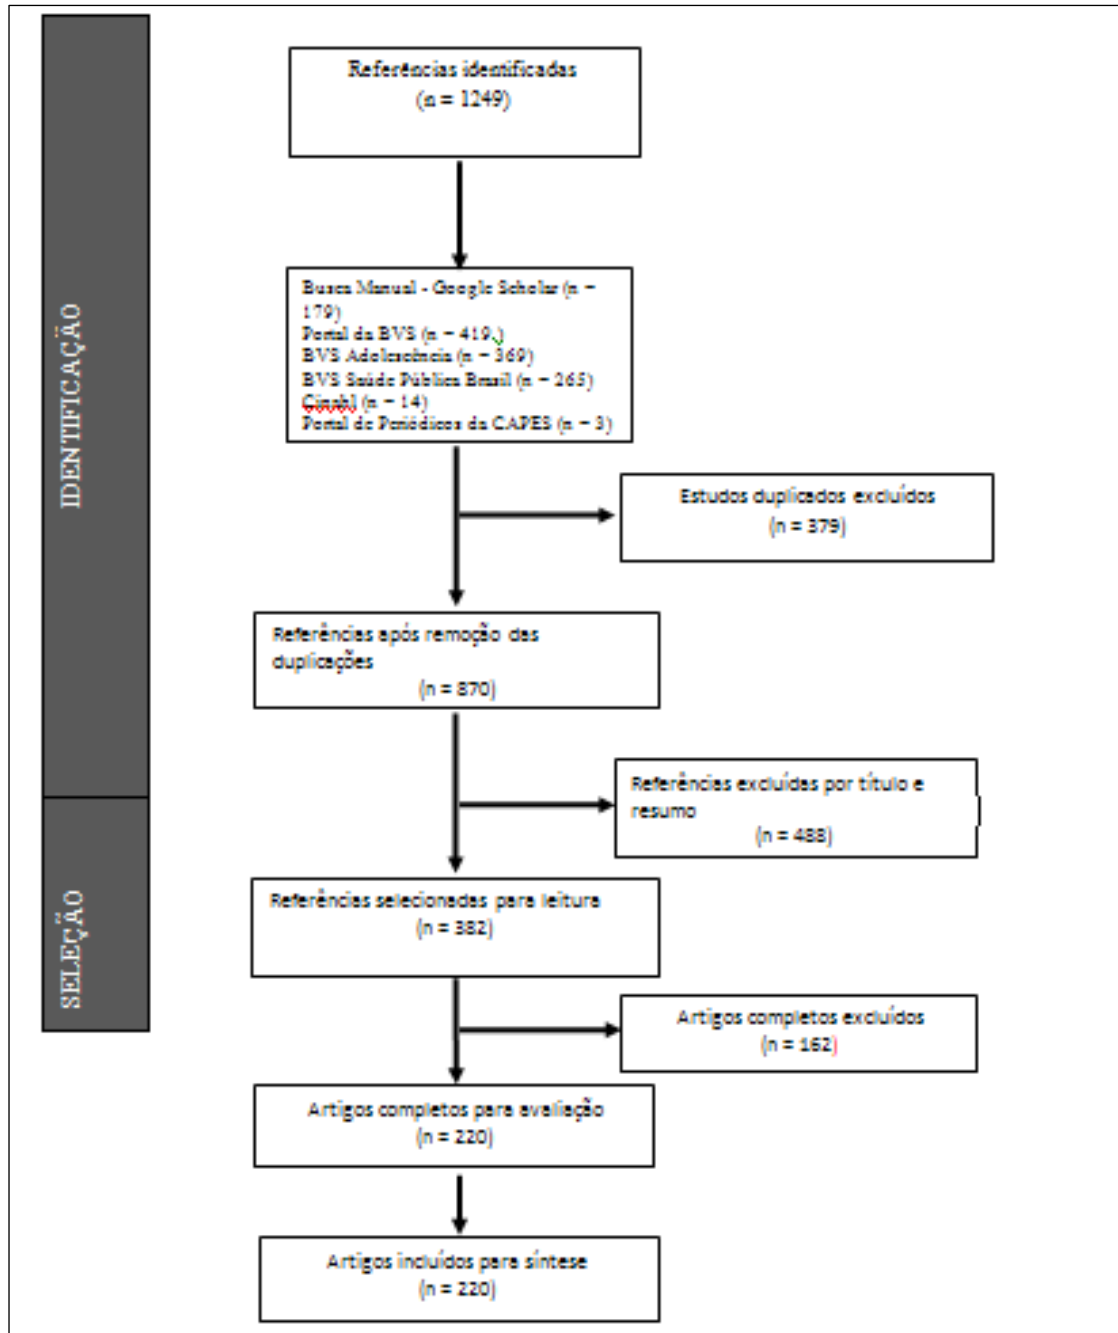 IDENTIFICAÇÃO
Referências identificadas
(n = 1249)
Busca Manual - Google Scholar (n =
179)
Portal da BVS (n = 419.)
BVS Adolescência (n = 369)
BVS Saúde Pública Brasil (n = 265)
Cinahl (n = 14)
Portal de Periódicos da CAPES (n = 3)
Estudos duplicados excluídos
(n = 379)
Referências após remoção das
duplicações
(n = 870)
Referências excluídas por título e
resumo
(n = 488)
SELEÇÃO
Referências selecionadas para leitura
(n = 382)
Artigos completos excluídos
(n = 162)
Artigos completos para avaliação
(n = 220)
Artigos incluídos para síntese
(n = 220)